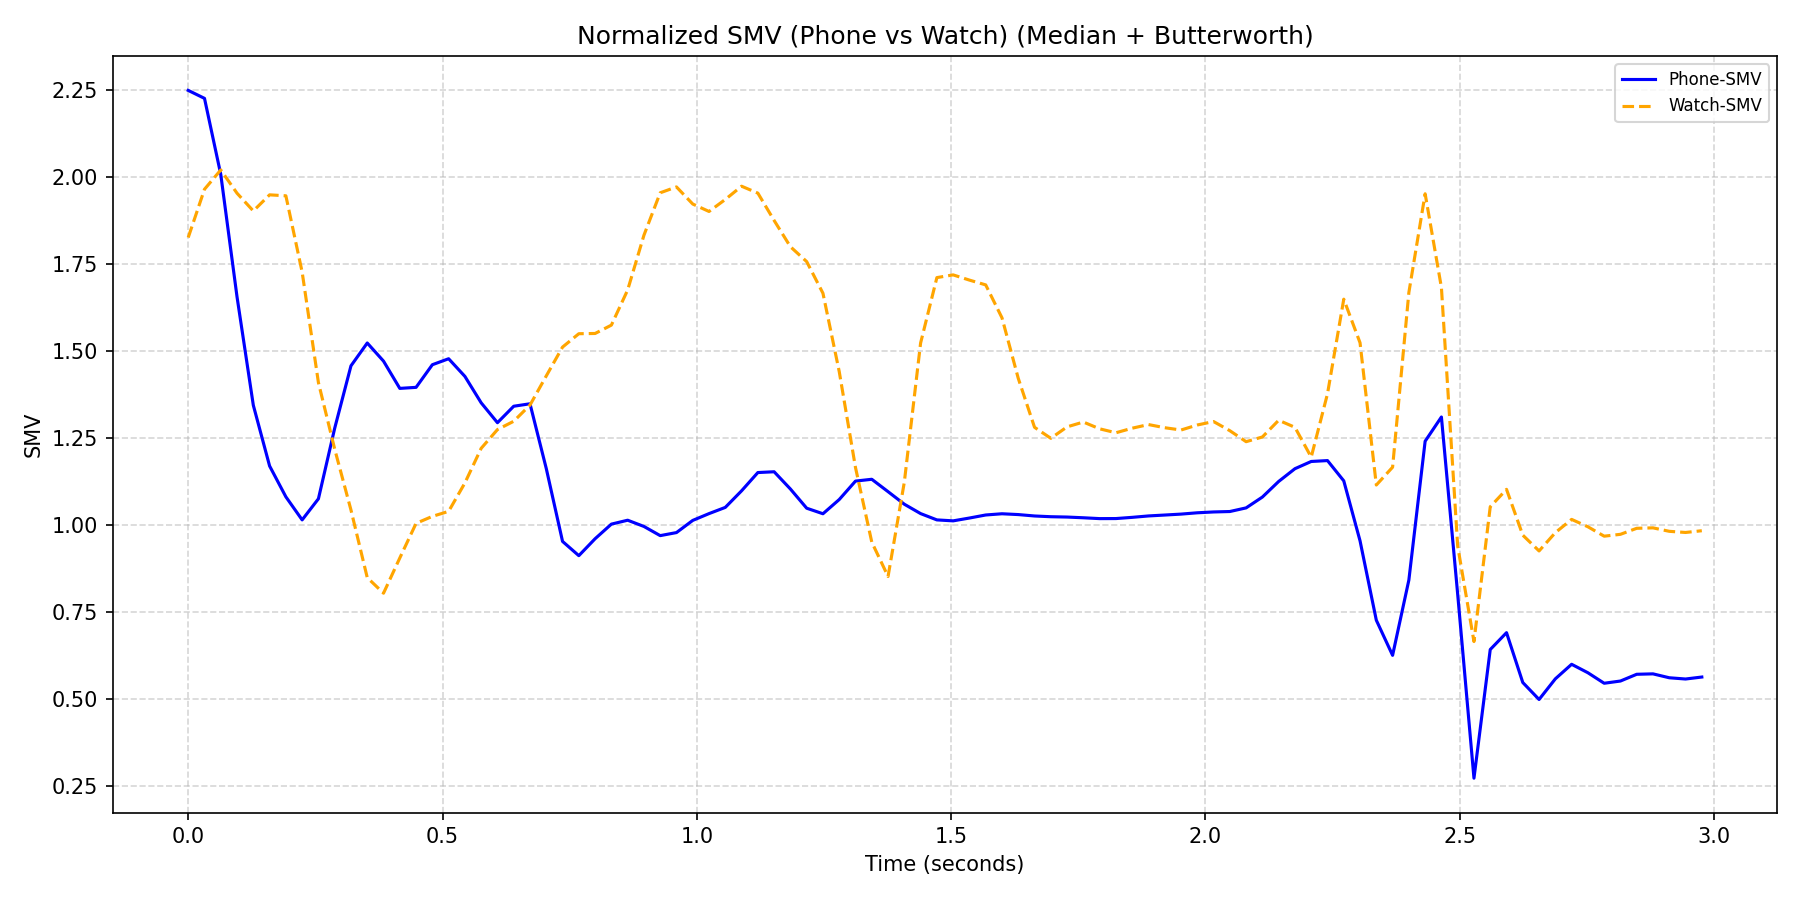 Normalized SMV (Phone vs Watch) (Median + Butterworth)
Phone-SMV
Watch-SMV
2.25
2.00
1.75
1.50
1.25
1.00
0.75
0.50
0.25
SMV
0.0 0.5 1.0 1.5 2.0 2.5 3.0
Time (seconds)